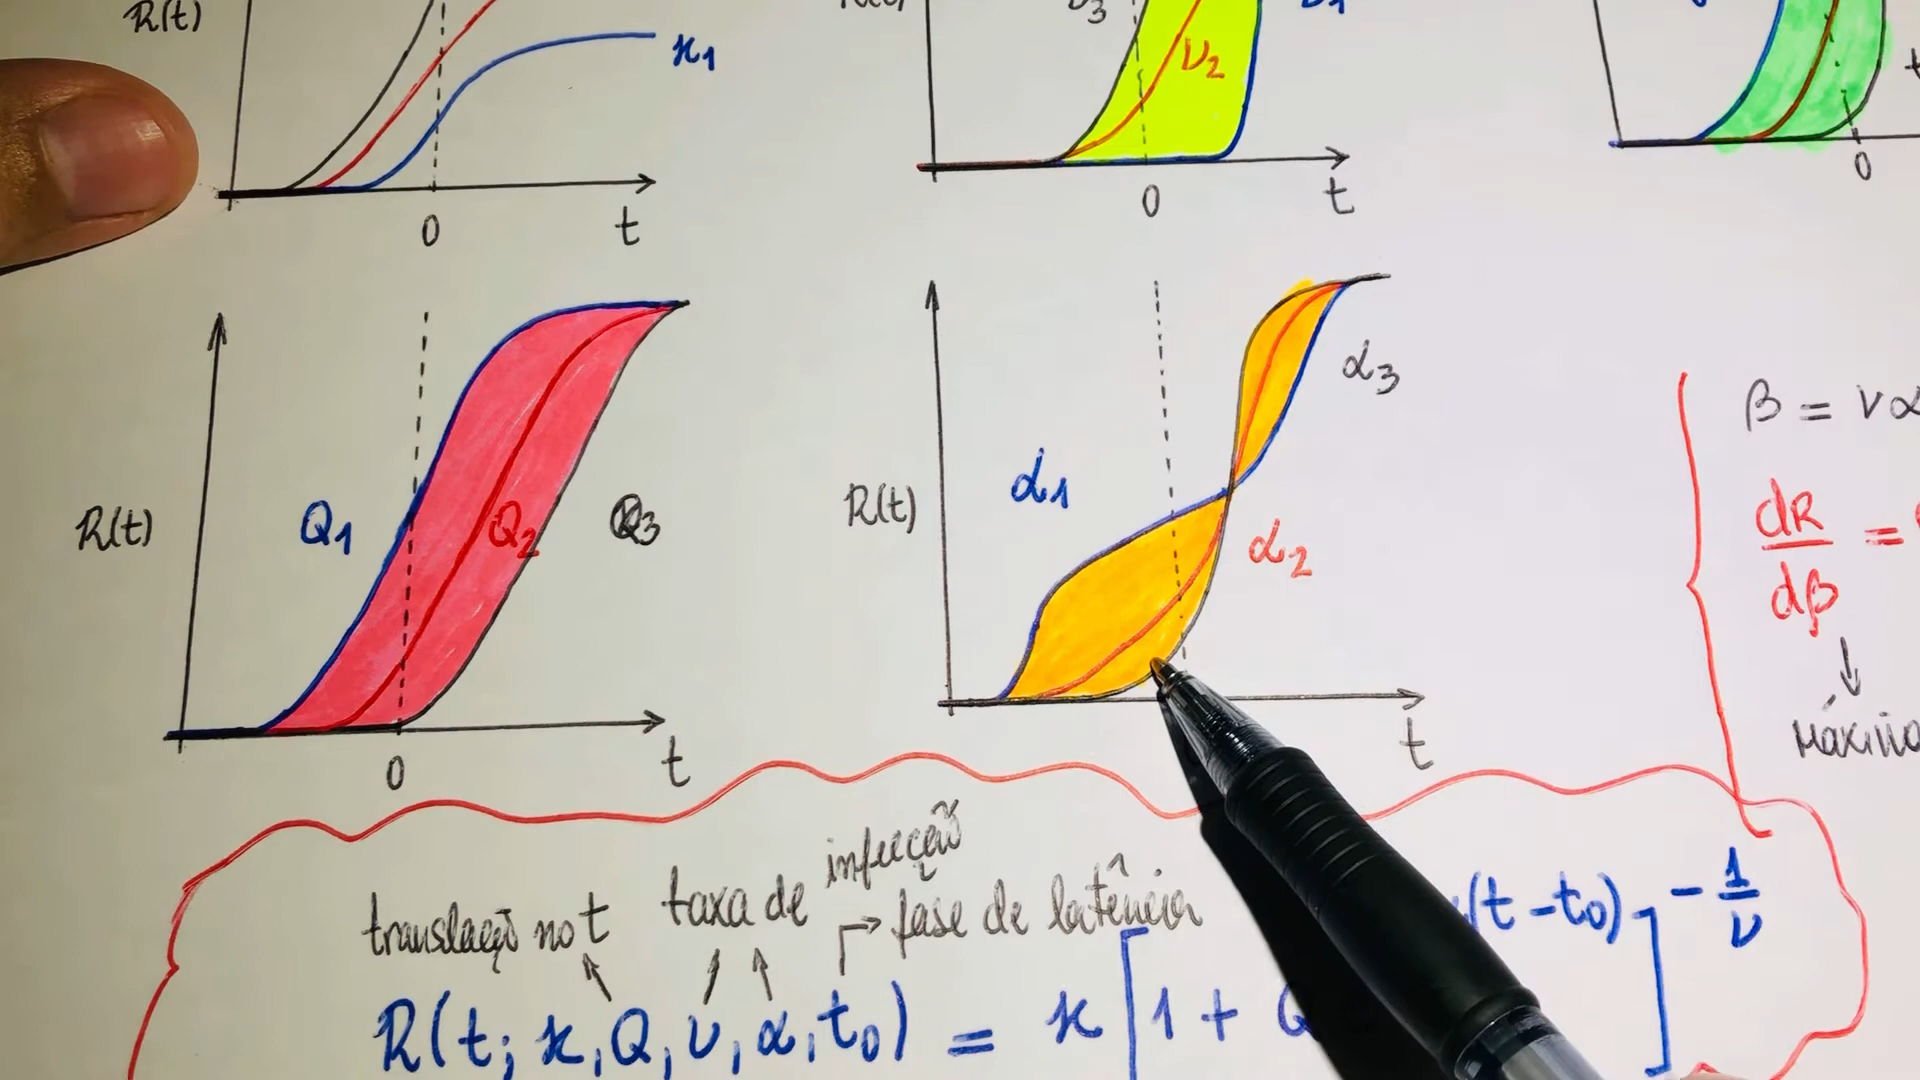 R(t)
κ1
0
t
ν2
0
t
0
R(t)
Q1
Q2
Q3
0
t
R(t)
α1
α2
α3
t
β = να
dR
dβ
=
↓
máximo
translação no t
taxa de infecção
↱ fase de latência
R(t; κ, Q, ν, α, t0) = κ [1 + Q
(t - t0)] - 1/ν